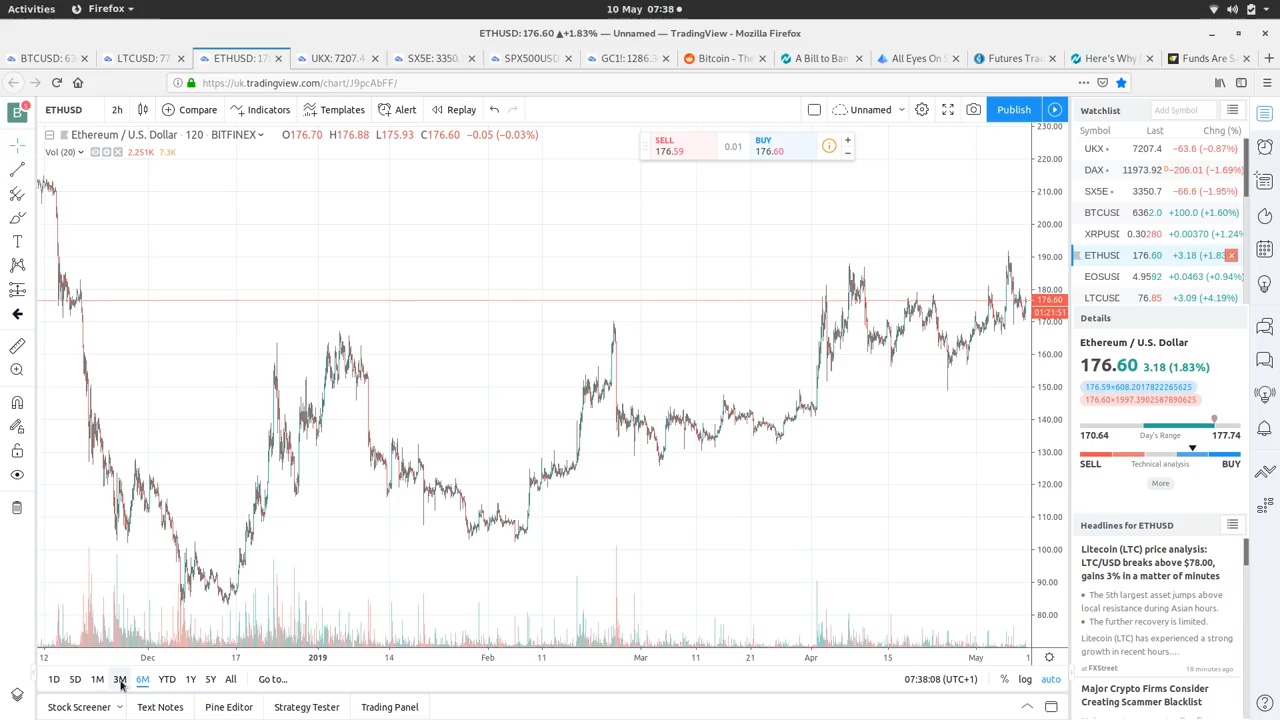 Activities Firefox 10 May 07:38
ETHUSD: 176.60 ▲+1.83% — Unnamed — TradingView — Mozilla Firefox
BTCUSD: 63 LTCUSD: 77 ETHUSD: 17 UKX: 7207.4 SX5E: 3350. SPX500USD GC1!: 1286. Bitcoin - The A Bill to Ban All Eyes On S Futures Trad Here's Why Funds Are SA
https://uk.tradingview.com/chart/J9pcAbFF/
B 5 ETHUSD 2h Compare Indicators Templates Alert Replay Unnamed Publish
Ethereum / U.S. Dollar · 120 · BITFINEX O176.70 H176.88 L175.93 C176.60 −0.05 (−0.03%)
Vol (20) 2.251K 7.3K
SELL 176.59 0.01 BUY 176.60 + −
230.00
220.00
210.00
200.00
190.00
180.00
176.60
01:21:51
170.00
160.00
150.00
140.00
130.00
120.00
110.00
100.00
90.00
80.00
12 Dec 17 2019 14 Feb 11 Mar 11 21 Apr 15 May 1
1D 5D 1M 3M 6M YTD 1Y 5Y All Go to... 07:38:08 (UTC+1) % log auto
Stock Screener Text Notes Pine Editor Strategy Tester Trading Panel
Watchlist Add Symbol
Symbol Last Chng (%)
UKX 7207.4 −63.6 (−0.87%)
DAX 11973.92 −206.01 (−1.69%)
SX5E 3350.7 −66.6 (−1.95%)
BTCUSD 6362.0 +100.0 (+1.60%)
XRPUSD 0.30280 +0.00370 (+1.24%
ETHUSD 176.60 +3.18 (+1.83
EOSUSD 4.9592 +0.0463 (+0.94%)
LTCUSD 76.85 +3.09 (+4.19%)
Details
Ethereum / U.S. Dollar
176.60 3.18 (1.83%)
176.59×608.2017822265625
176.60×1997.3902587890625
170.64 Day's Range 177.74
SELL Technical analysis BUY
More
Headlines for ETHUSD
Litecoin (LTC) price analysis:
LTC/USD breaks above $78.00,
gains 3% in a matter of minutes
• The 5th largest asset jumps above
local resistance during Asian hours.
• The further recovery is limited.
Litecoin (LTC) has experienced a strong
growth in recent hours....
at FXStreet 18 minutes ago
Major Crypto Firms Consider
Creating Scammer Blacklist